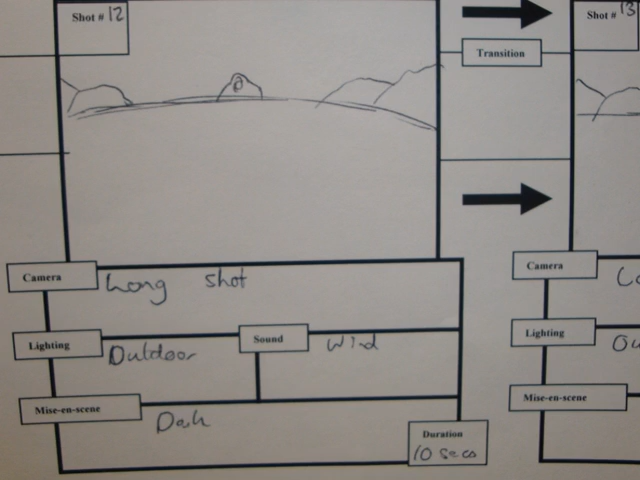 Shot # 12
Transition
Shot # 13
Camera
Long Shot
Lighting
Outdoor
Sound
Wind
Mise-en-scene
Duration
10 secs
Camera
Lighting
Ou
Mise-en-scene